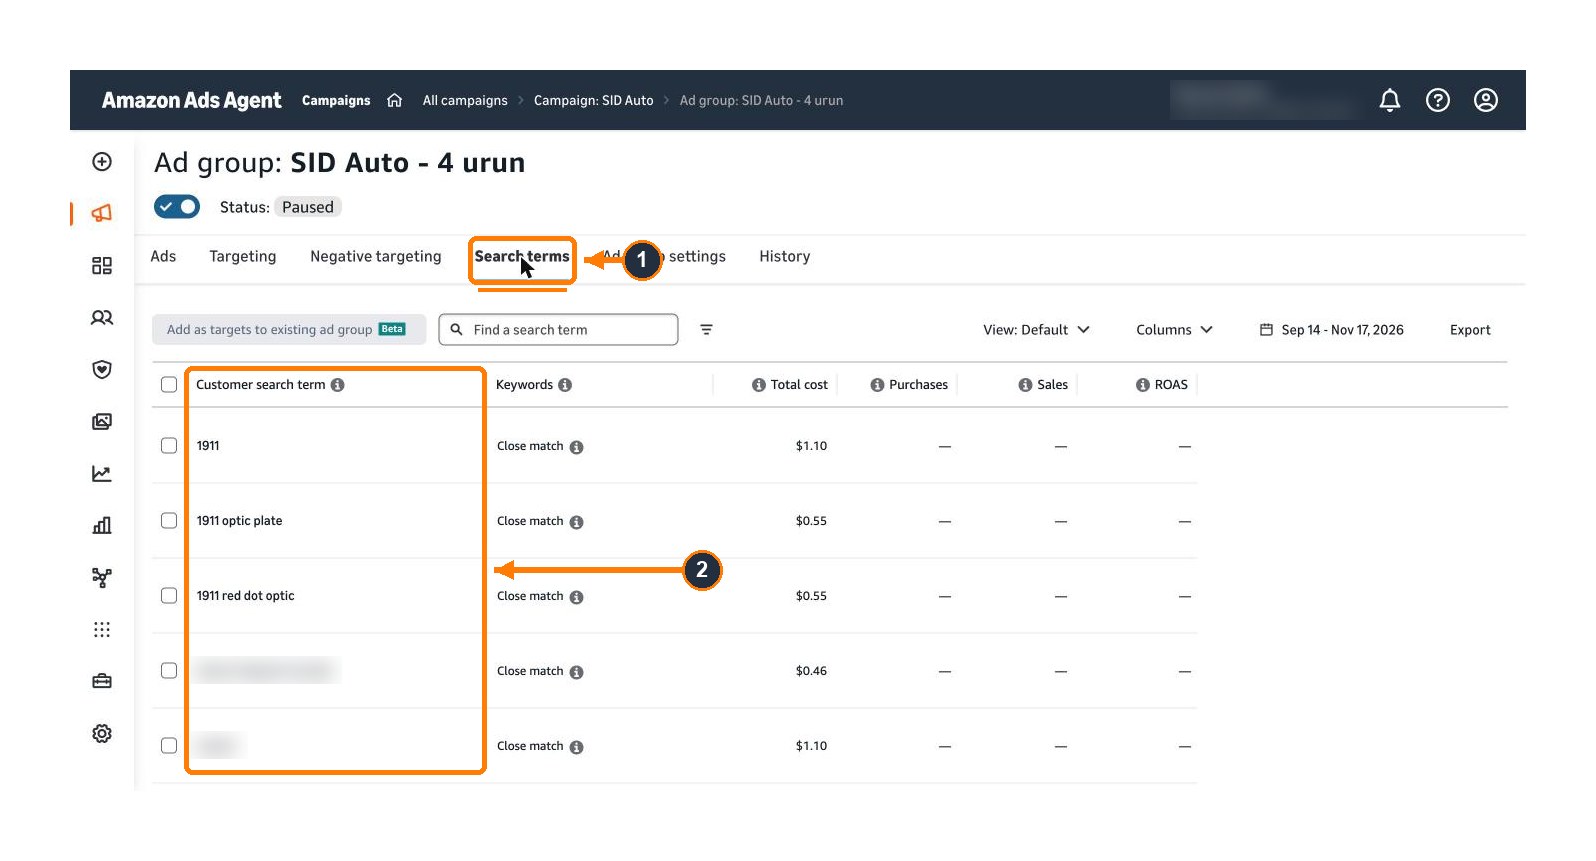 Amazon Ads Agent Campaigns All campaigns > Campaign: SID Auto > Ad group: SID Auto - 4 urun
Ad group: SID Auto - 4 urun
Status: Paused
Ads Targeting Negative targeting Search terms 1 settings History
Add as targets to existing ad group Beta Find a search term View: Default Columns Sep 14 - Nov 17, 2026 Export
Customer search term Keywords Total cost Purchases Sales ROAS
1911 Close match $1.10 — — —
1911 optic plate Close match $0.55 — — —
2
1911 red dot optic Close match $0.55 — — —
Close match $0.46 — — —
Close match $1.10 — — —